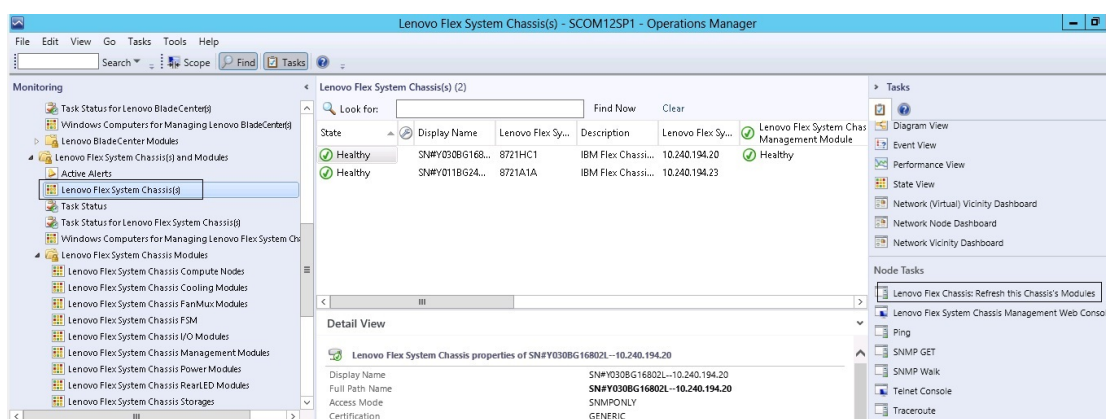 Lenovo Flex System Chassis(s) - SCOM12SP1 - Operations Manager
File Edit View Go Tasks Tools Help
Search Scope Find Tasks
Monitoring
Task Status for Lenovo BladeCenter(s)
Windows Computers for Managing Lenovo BladeCenter(s)
Lenovo BladeCenter Modules
Lenovo Flex System Chassis(s) and Modules
Active Alerts
Lenovo Flex System Chassis(s)
Task Status
Task Status for Lenovo Flex System Chassis(s)
Windows Computers for Managing Lenovo Flex System Cha
Lenovo Flex System Chassis Modules
Lenovo Flex System Chassis Compute Nodes
Lenovo Flex System Chassis Cooling Modules
Lenovo Flex System Chassis FanMux Modules
Lenovo Flex System Chassis FSM
Lenovo Flex System Chassis I/O Modules
Lenovo Flex System Chassis Management Modules
Lenovo Flex System Chassis Power Modules
Lenovo Flex System Chassis RearLED Modules
Lenovo Flex System Chassis Storages
Lenovo Flex System Chassis(s) (2)
Look for: Find Now Clear
State Display Name Lenovo Flex Sy... Description Lenovo Flex Sy... Lenovo Flex System Chas
Management Module
Healthy SN#Y030BG168... 8721HC1 IBM Flex Chassi... 10.240.194.20 Healthy
Healthy SN#Y011BG24... 8721A1A IBM Flex Chassi... 10.240.194.23
Detail View
Lenovo Flex System Chassis properties of SN#Y030BG16802L--10.240.194.20
Display Name SN#Y030BG16802L--10.240.194.20
Full Path Name SN#Y030BG16802L--10.240.194.20
Access Mode SNMPONLY
Certification GENERIC
Tasks
Diagram View
Event View
Performance View
State View
Network (Virtual) Vicinity Dashboard
Network Node Dashboard
Network Vicinity Dashboard
Node Tasks
Lenovo Flex Chassis: Refresh this Chassis's Modules
Lenovo Flex System Chassis Management Web Conso
Ping
SNMP GET
SNMP Walk
Telnet Console
Traceroute